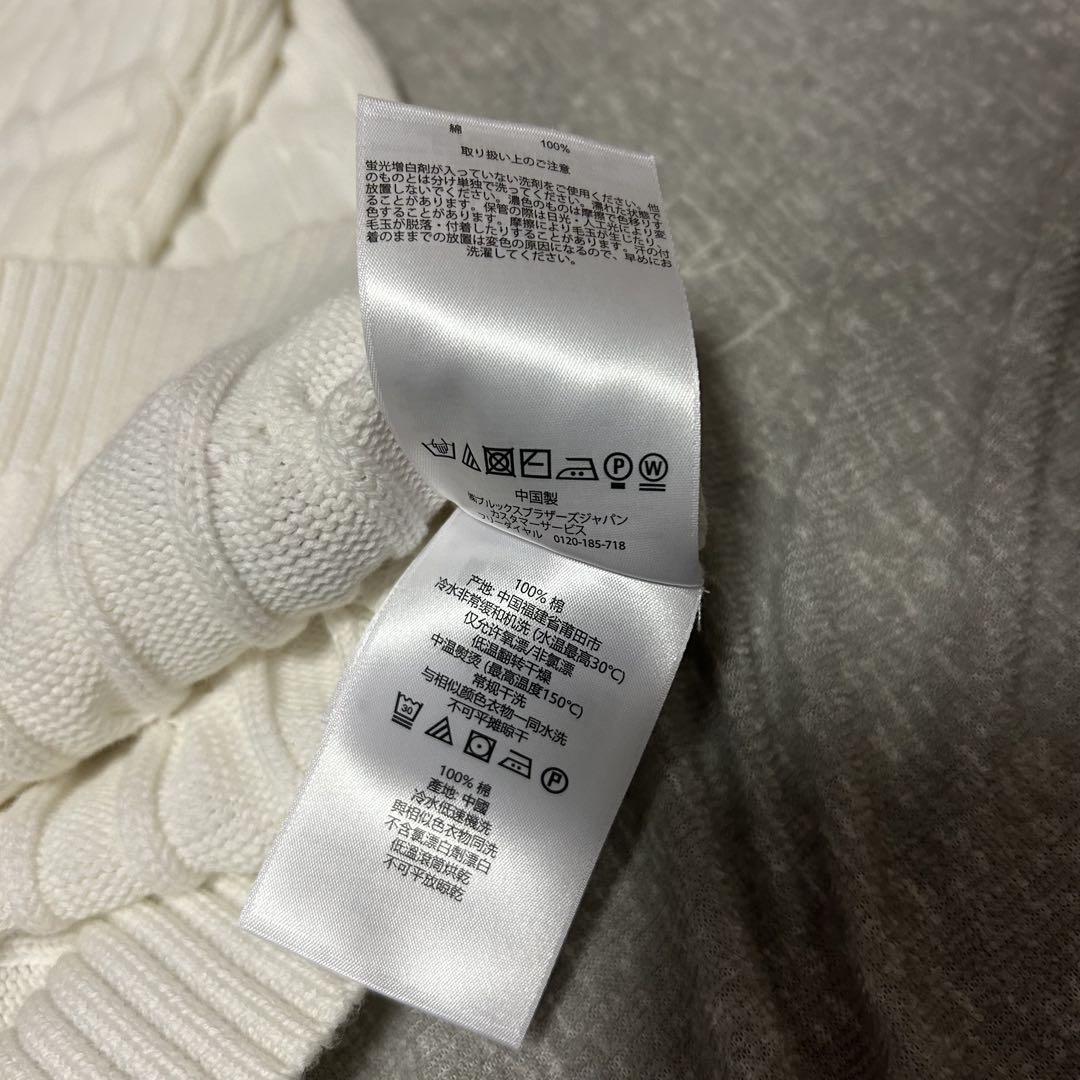 綿 100%
取り扱い上のご注意
蛍光増白剤が入っていない洗剤をご使用ください。他
のものとは分け単独で洗ってください。濡れた状態で
放置しないでください。濃色のものは摩擦で色移りす
ることがあります。保管の際は日光・人工光により変
色することがあります。摩擦により毛玉が生じたり、
毛玉が脱落・付着したりすることがあります。汗の付
着のままでの放置は変色の原因になるので、早めにお
洗濯してください。
P W
中国製
㈱ブルックスブラザーズジャパン
カスタマーサービス
フリーダイヤル 0120-185-718
100% 棉
产地: 中国福建省莆田市
冷水非常缓和机洗 (水温最高30℃)
仅允许氧漂/非氯漂
低温翻转干燥
中温熨烫 (最高温度150℃)
常规干洗
与相似颜色衣物一同水洗
不可平摊晾干
30 P
100% 棉
產地: 中國
冷水低速機洗
與相似色衣物同洗
不含氯漂白劑漂白
低溫滾筒烘乾
不可平放晾乾